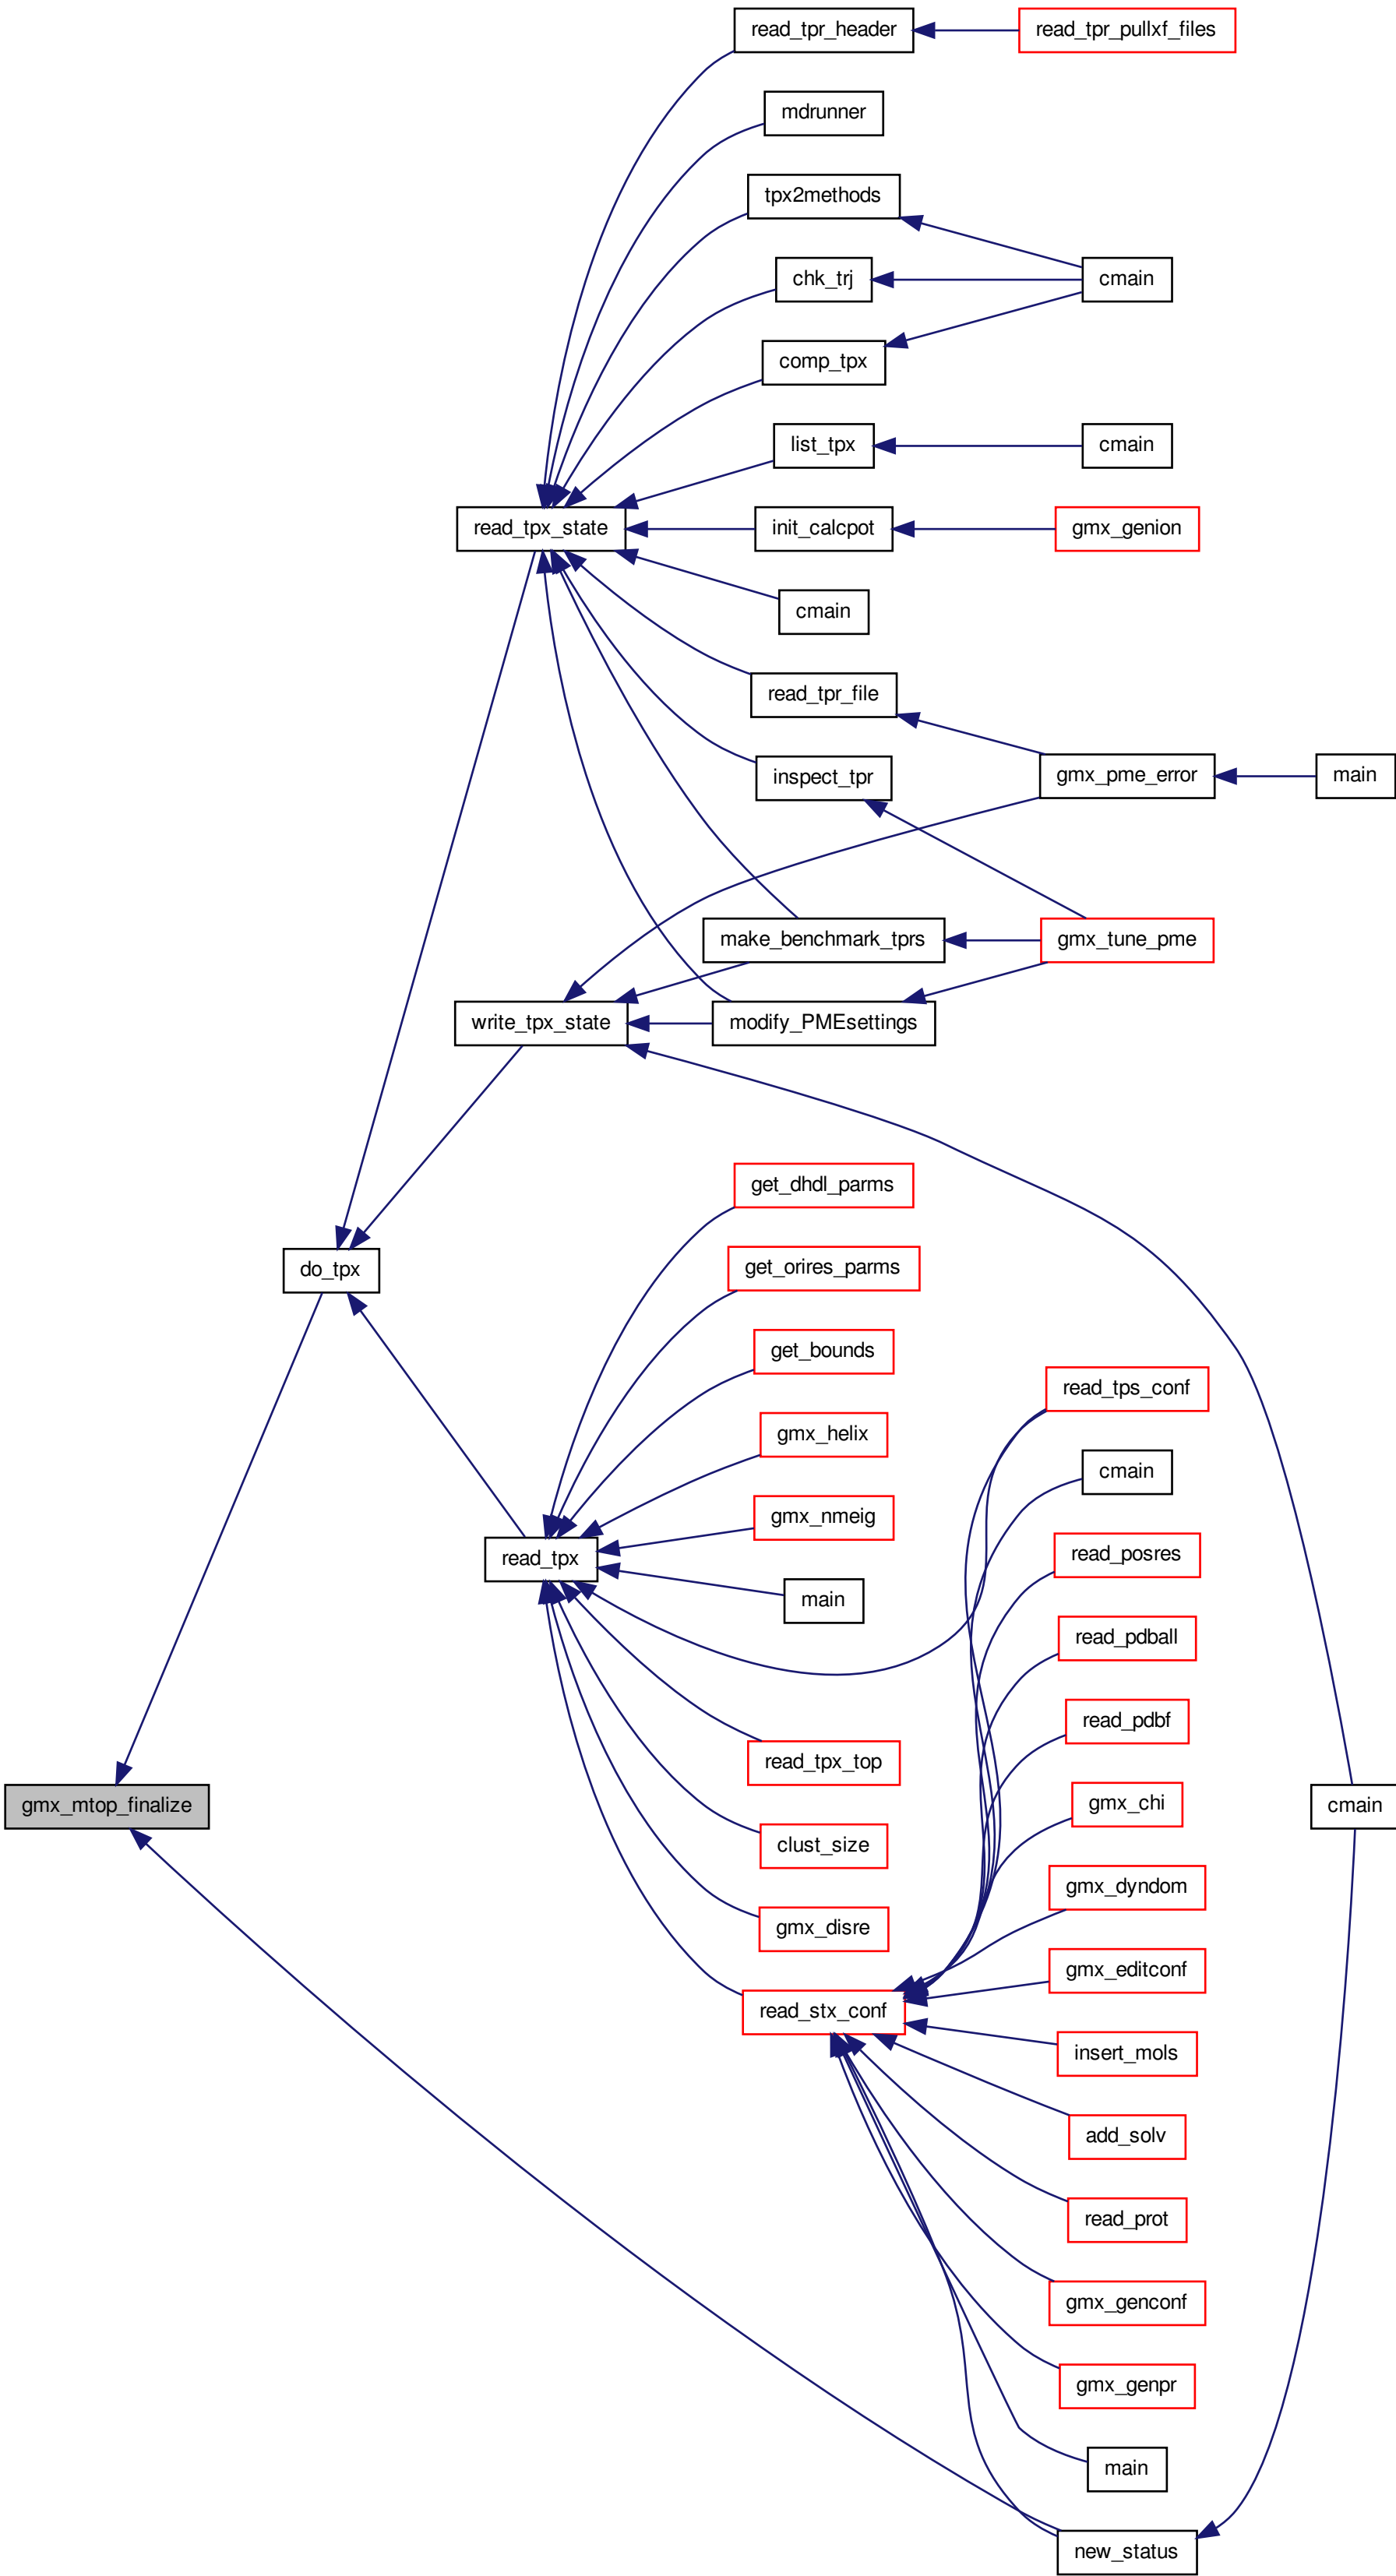 read_tpr_header
read_tpr_pullxf_files
mdrunner
tpx2methods
chk_trj
cmain
comp_tpx
list_tpx
cmain
read_tpx_state
init_calcpot
gmx_genion
cmain
read_tpr_file
inspect_tpr
gmx_pme_error
main
make_benchmark_tprs
gmx_tune_pme
write_tpx_state
modify_PMEsettings
get_dhdl_parms
do_tpx
get_orires_parms
get_bounds
read_tps_conf
gmx_helix
cmain
gmx_nmeig
read_tpx
read_posres
main
read_pdball
read_pdbf
read_tpx_top
gmx_mtop_finalize
gmx_chi
cmain
clust_size
gmx_dyndom
gmx_disre
gmx_editconf
read_stx_conf
insert_mols
add_solv
read_prot
gmx_genconf
gmx_genpr
main
new_status